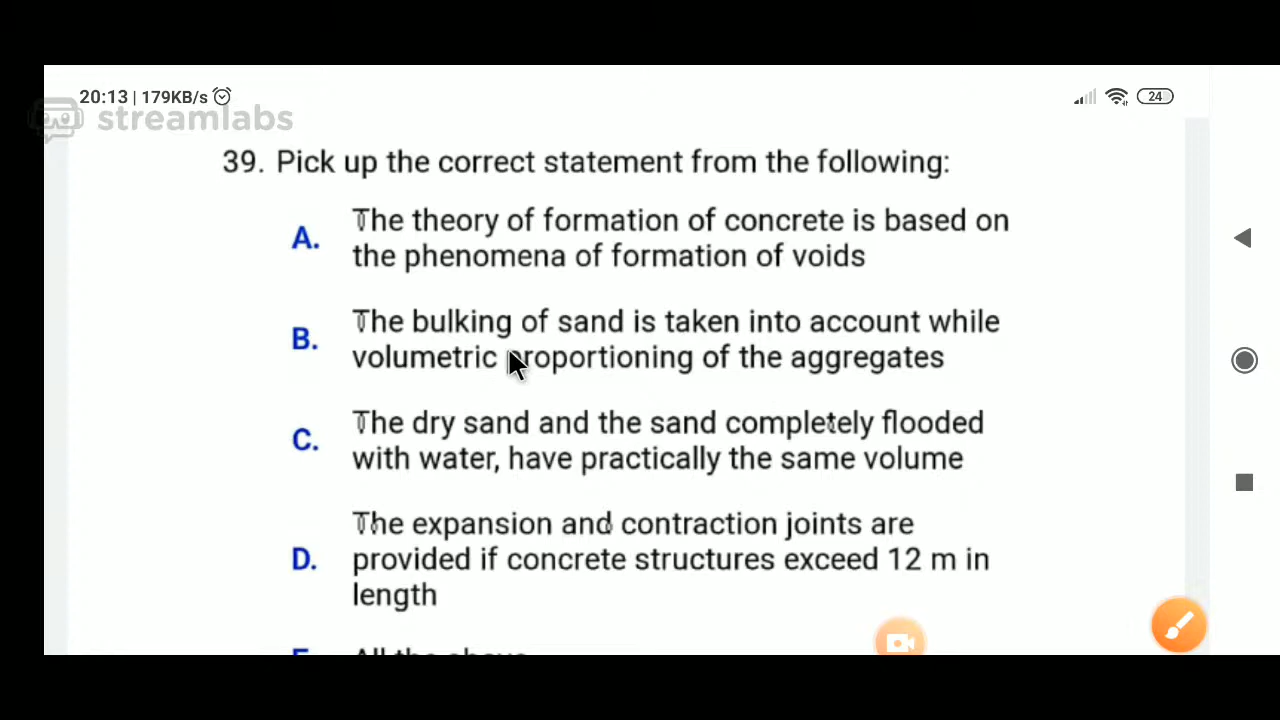 20:13 | 179KB/s
24
streamlabs
39. Pick up the correct statement from the following:
A. The theory of formation of concrete is based on
the phenomena of formation of voids
B. The bulking of sand is taken into account while
volumetric proportioning of the aggregates
C. The dry sand and the sand completely flooded
with water, have practically the same volume
D. The expansion and contraction joints are
provided if concrete structures exceed 12 m in
length
E. All the above